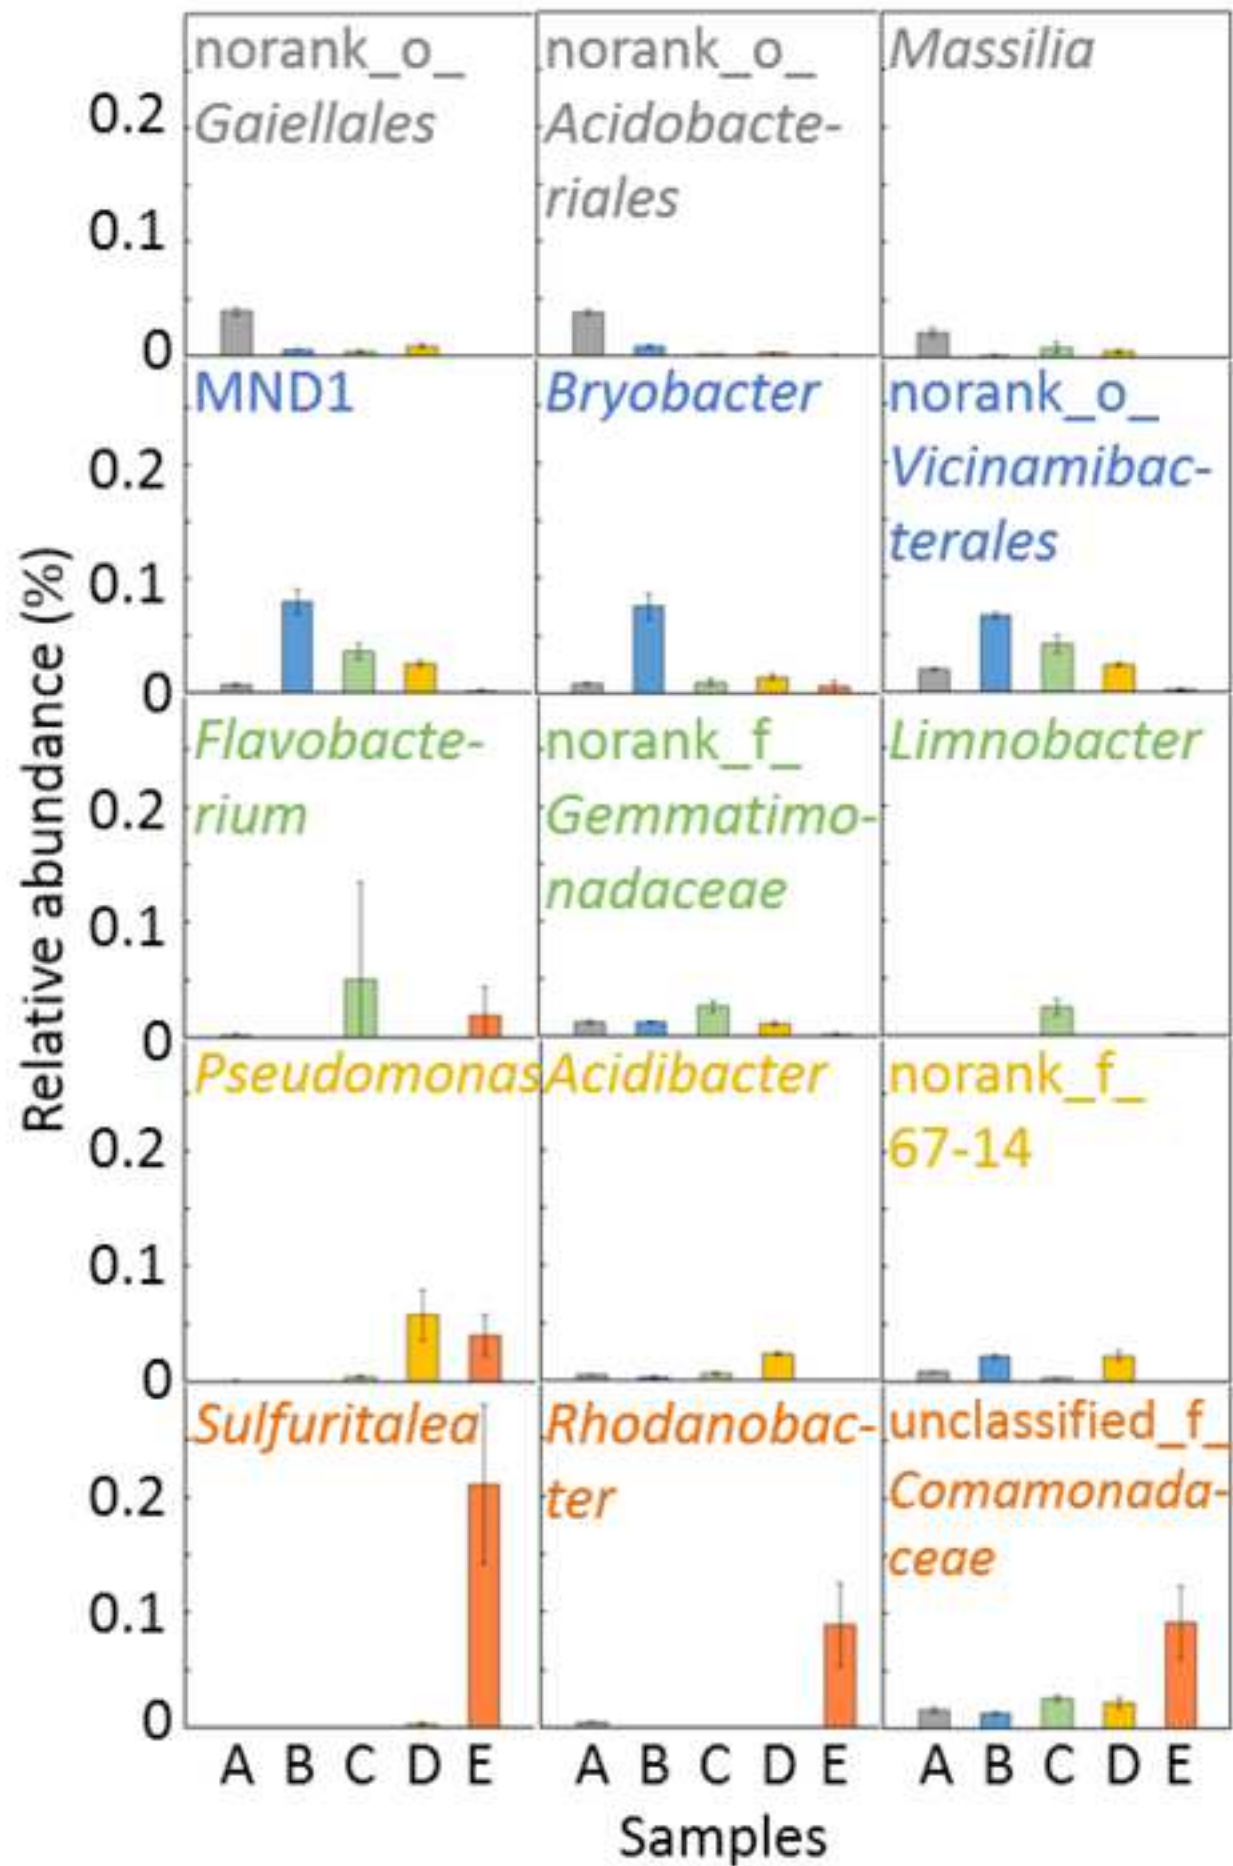 norank_o_
Gaiellales
norank_o_
Acidobacte-
riales
Massilia
0.2
0.1
0
MND1
Bryobacter
norank_o_
Vicinamibac-
terales
0.2
0.1
0
Relative abundance (%)
Flavobacte-
rium
norank_f_
Gemmatimo-
nadaceae
Limnobacter
0.2
0.1
0
Pseudomonas
Acidibacter
norank_f_
67-14
0.2
0.1
0
Sulfuritalea
Rhodanobac-
ter
unclassified_f_
Comamonada-
ceae
0.2
0.1
0
A B C D E
A B C D E
A B C D E
Samples